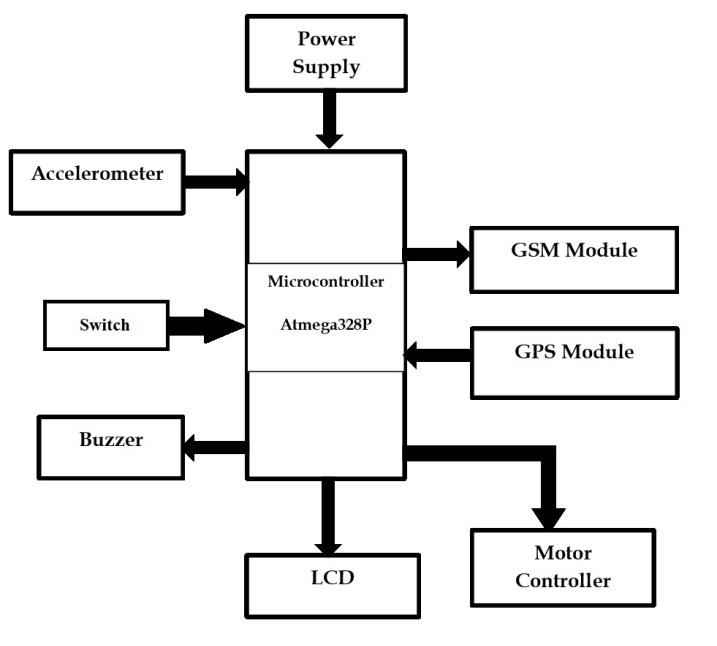 Power
Supply
Accelerometer
GSM Module
Microcontroller
Atmega328P
Switch
GPS Module
Buzzer
Motor
Controller
LCD